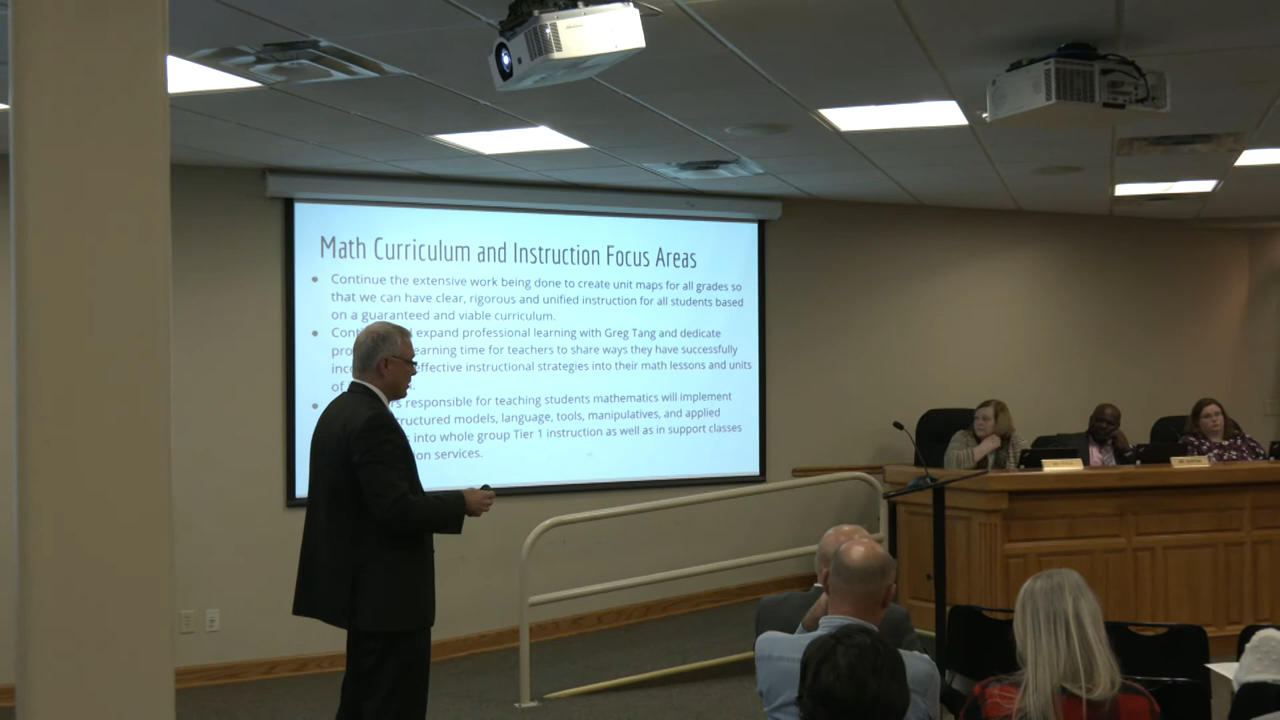 Math Curriculum and Instruction Focus Areas
Continue the extensive work being done to create unit maps for all grades so
that we can have clear, rigorous and unified instruction for all students based
on a guaranteed and viable curriculum.
expand professional learning with Greg Tang and dedicate
time for teachers to share ways they have successfully
effective instructional strategies into their math lessons and units
of
responsible for teaching students mathematics will implement
models, language, tools, manipulatives, and applied
into whole group Tier 1 instruction as well as in support classes
services.